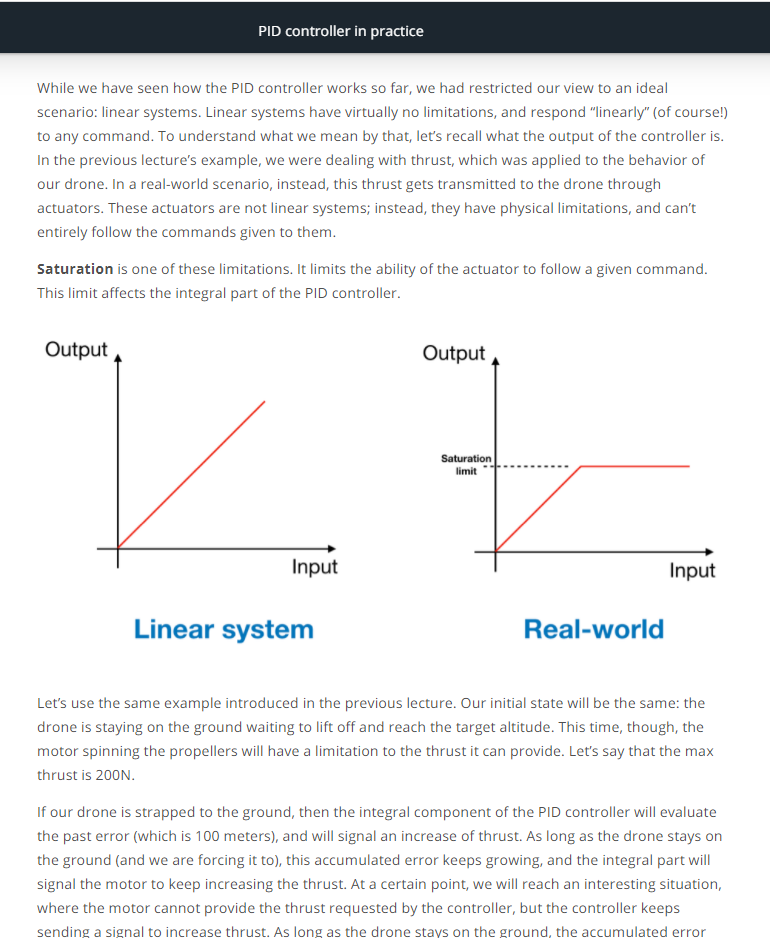 PID controller in practice
While we have seen how the PID controller works so far, we had restricted our view to an ideal
scenario: linear systems. Linear systems have virtually no limitations, and respond “linearly” (of course!)
to any command. To understand what we mean by that, let’s recall what the output of the controller is.
In the previous lecture’s example, we were dealing with thrust, which was applied to the behavior of
our drone. In a real-world scenario, instead, this thrust gets transmitted to the drone through
actuators. These actuators are not linear systems; instead, they have physical limitations, and can’t
entirely follow the commands given to them.
Saturation is one of these limitations. It limits the ability of the actuator to follow a given command.
This limit affects the integral part of the PID controller.
Output
Input
Linear system
Output
Saturation
limit
Input
Real-world
Let’s use the same example introduced in the previous lecture. Our initial state will be the same: the
drone is staying on the ground waiting to lift off and reach the target altitude. This time, though, the
motor spinning the propellers will have a limitation to the thrust it can provide. Let’s say that the max
thrust is 200N.
If our drone is strapped to the ground, then the integral component of the PID controller will evaluate
the past error (which is 100 meters), and will signal an increase of thrust. As long as the drone stays on
the ground (and we are forcing it to), this accumulated error keeps growing, and the integral part will
signal the motor to keep increasing the thrust. At a certain point, we will reach an interesting situation,
where the motor cannot provide the thrust requested by the controller, but the controller keeps
sending a signal to increase thrust. As long as the drone stays on the ground, the accumulated error